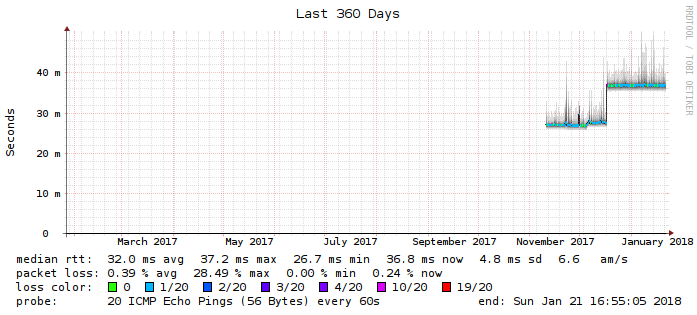 Last 360 Days
RRDTOOL / TOBI OETIKER
Seconds
40 m
30 m
20 m
10 m
0
March 2017 May 2017 July 2017 September 2017 November 2017 January 2018
median rtt: 32.0 ms avg 37.2 ms max 26.7 ms min 36.8 ms now 4.8 ms sd 6.6 am/s
packet loss: 0.39 % avg 28.49 % max 0.00 % min 0.24 % now
loss color: 0 1/20 2/20 3/20 4/20 10/20 19/20
probe: 20 ICMP Echo Pings (56 Bytes) every 60s end: Sun Jan 21 16:55:05 2018